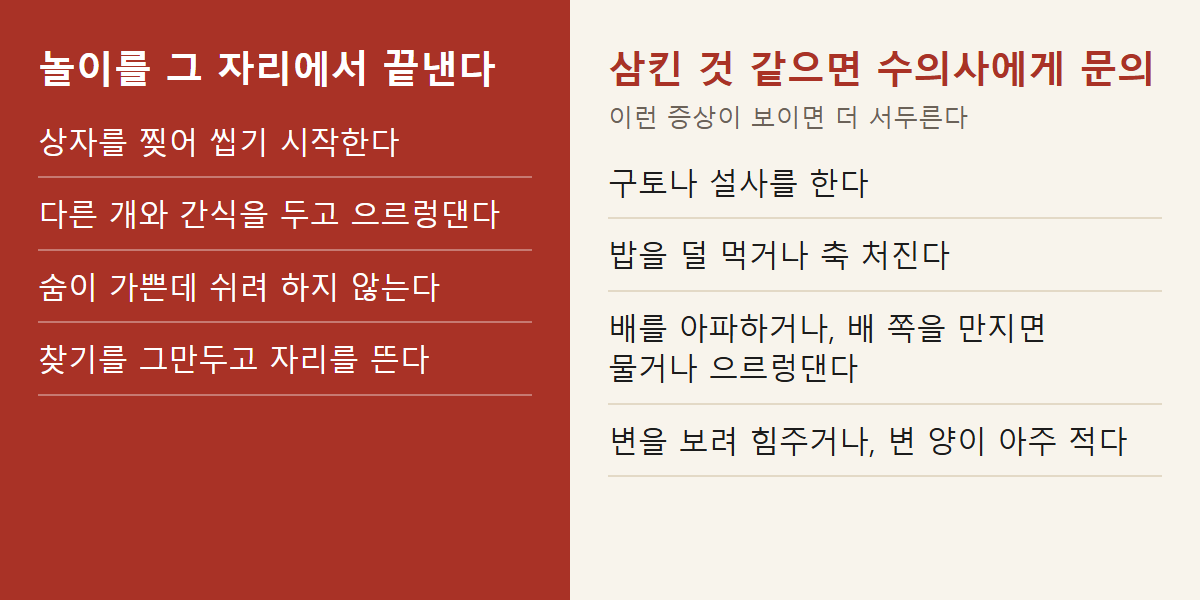 놀이를 그 자리에서 끝낸다
상자를 찢어 씹기 시작한다
다른 개와 간식을 두고 으르렁댄다
숨이 가쁜데 쉬려 하지 않는다
찾기를 그만두고 자리를 뜬다
삼킨 것 같으면 수의사에게 문의
이런 증상이 보이면 더 서두른다
구토나 설사를 한다
밥을 덜 먹거나 축 처진다
배를 아파하거나, 배 쪽을 만지면
물거나 으르렁댄다
변을 보려 힘주거나, 변 양이 아주 적다